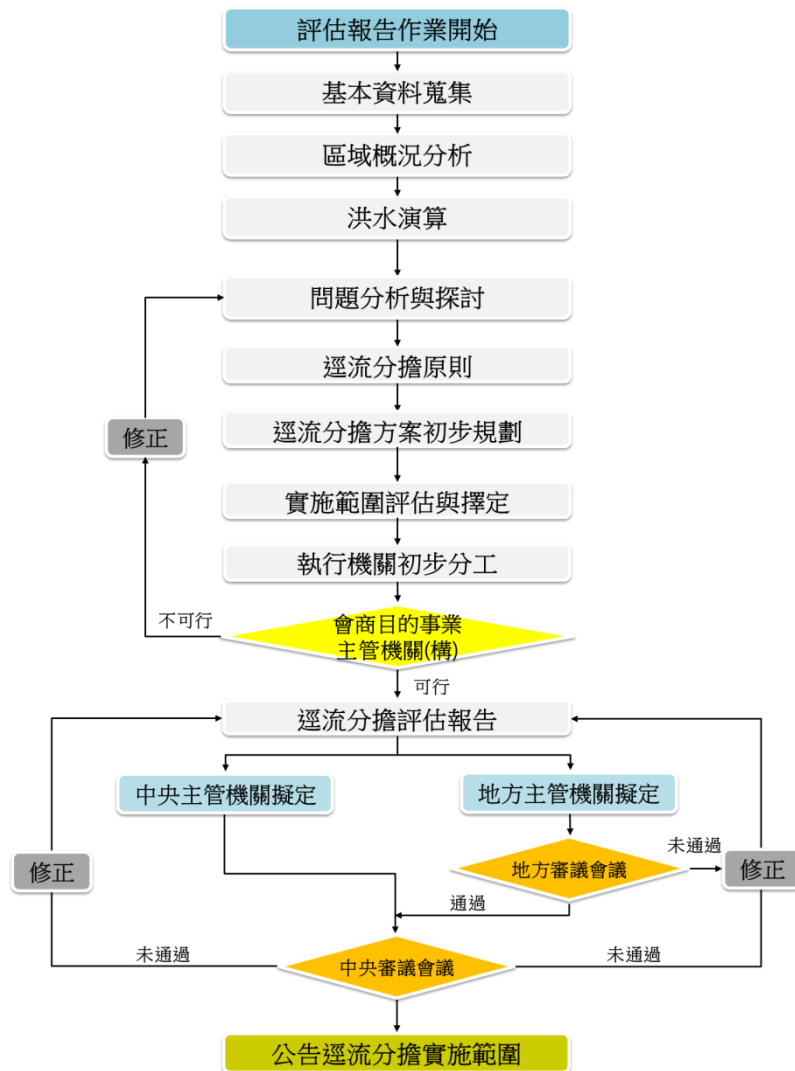 評估報告作業開始
基本資料蒐集
區域概況分析
洪水演算
問題分析與探討
逕流分擔原則
修正
逕流分擔方案初步規劃
實施範圍評估與擇定
執行機關初步分工
不可行
會商目的事業
主管機關(構)
可行
逕流分擔評估報告
中央主管機關擬定
地方主管機關擬定
未通過
修正
地方審議會議
修正
通過
未通過
中央審議會議
未通過
公告逕流分擔實施範圍